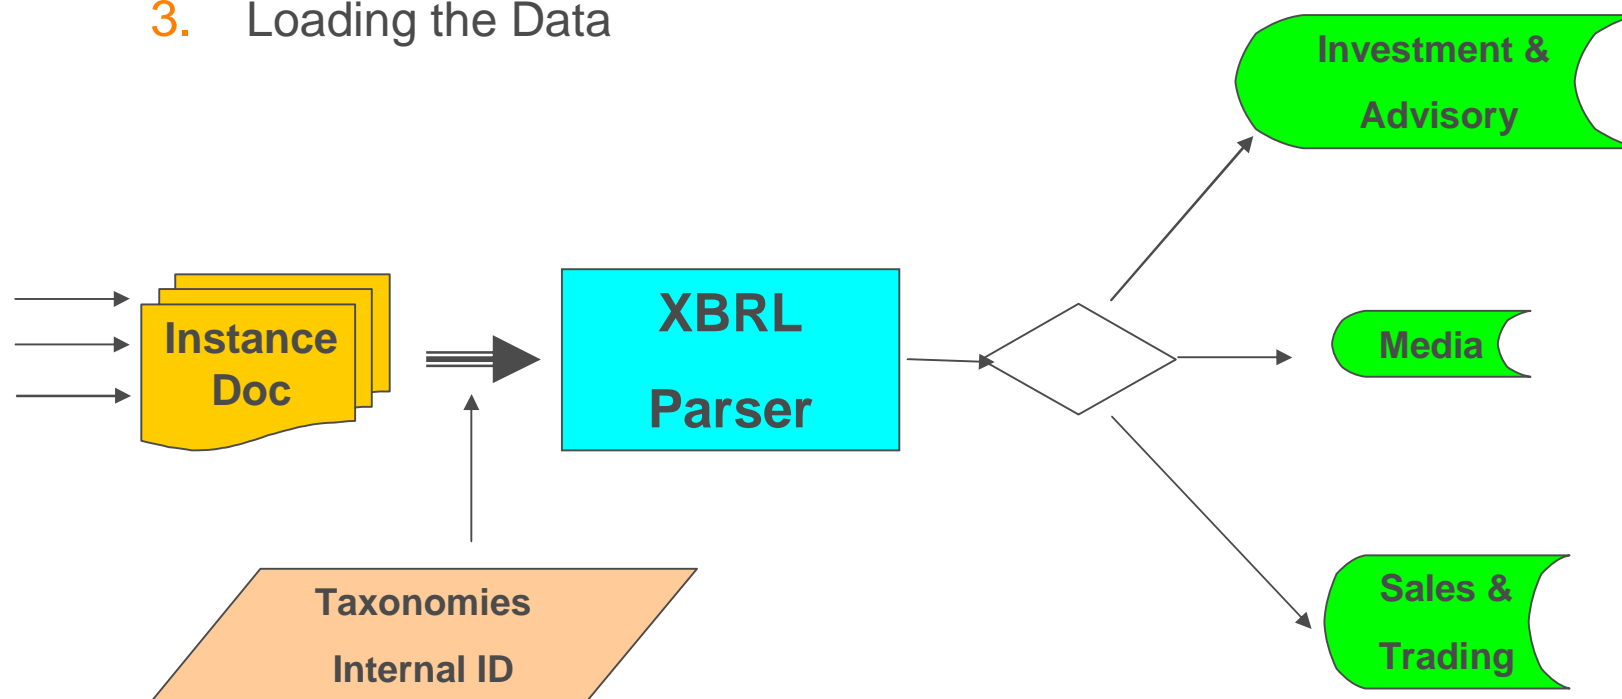 3. Loading the Data
Investment &
Advisory
Instance
Doc
XBRL
Parser
Media
Taxonomies
Internal ID
Sales &
Trading